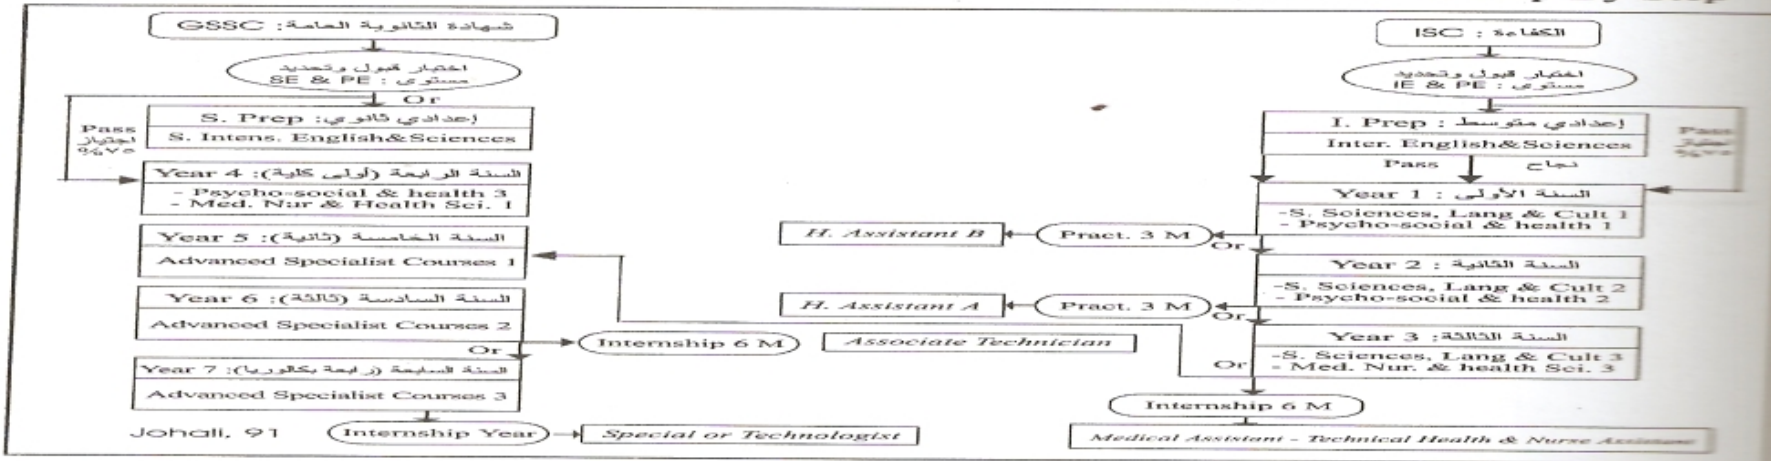 GSSC : شهادة الثانوية العامة
اختبار قبول وتحديد
مستوى : SE & PE
Or
Pass
اجتياز
%٧٥
S. Prep : إعدادي ثانوي
S. Intens. English&Sciences
Year 4 : السنة الرابعة (أولى كلية)
- Psycho-social & health 3
- Med. Nur & Health Sci. 1
Year 5 : السنة الخامسة (ثانية)
Advanced Specialist Courses 1
Year 6 : السنة السادسة (ثالثة)
Advanced Specialist Courses 2
Or
Internship 6 M
Associate Technician
Year 7 : السنة السابعة (رابعة بكالوريا)
Advanced Specialist Courses 3
Johali, 91
Internship Year
Special or Technologist
ISC : الكفاءة
اختبار قبول وتحديد
مستوى : IE & PE
I. Prep : إعدادي متوسط
Inter. English&Sciences
Pass
اجتياز
%٧٥
Pass نجاح
Year 1 : السنة الأولى
-S. Sciences, Lang & Cult 1
- Psycho-social & health 1
H. Assistant B
Pract. 3 M
Or
Year 2 : السنة الثانية
-S. Sciences, Lang & Cult 2
- Psycho-social & health 2
H. Assistant A
Pract. 3 M
Or
Year 3 : السنة الثالثة
-S. Sciences, Lang & Cult 3
- Med. Nur. & health Sci. 3
Or
Internship 6 M
Medical Assistant - Technical Health & Nurse Assistant